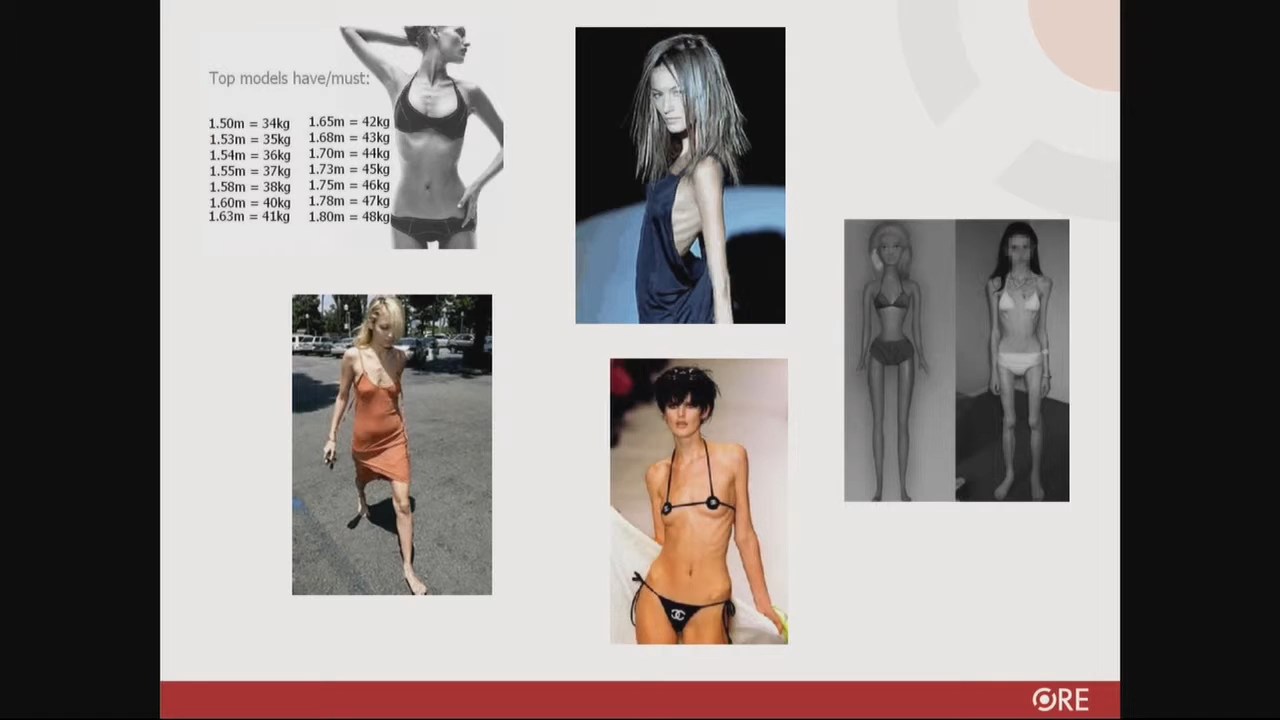 Top models have/must:
1.50m = 34kg
1.53m = 35kg
1.54m = 36kg
1.55m = 37kg
1.58m = 38kg
1.60m = 40kg
1.63m = 41kg
1.65m = 42kg
1.68m = 43kg
1.70m = 44kg
1.73m = 45kg
1.75m = 46kg
1.78m = 47kg
1.80m = 48kg
ORE